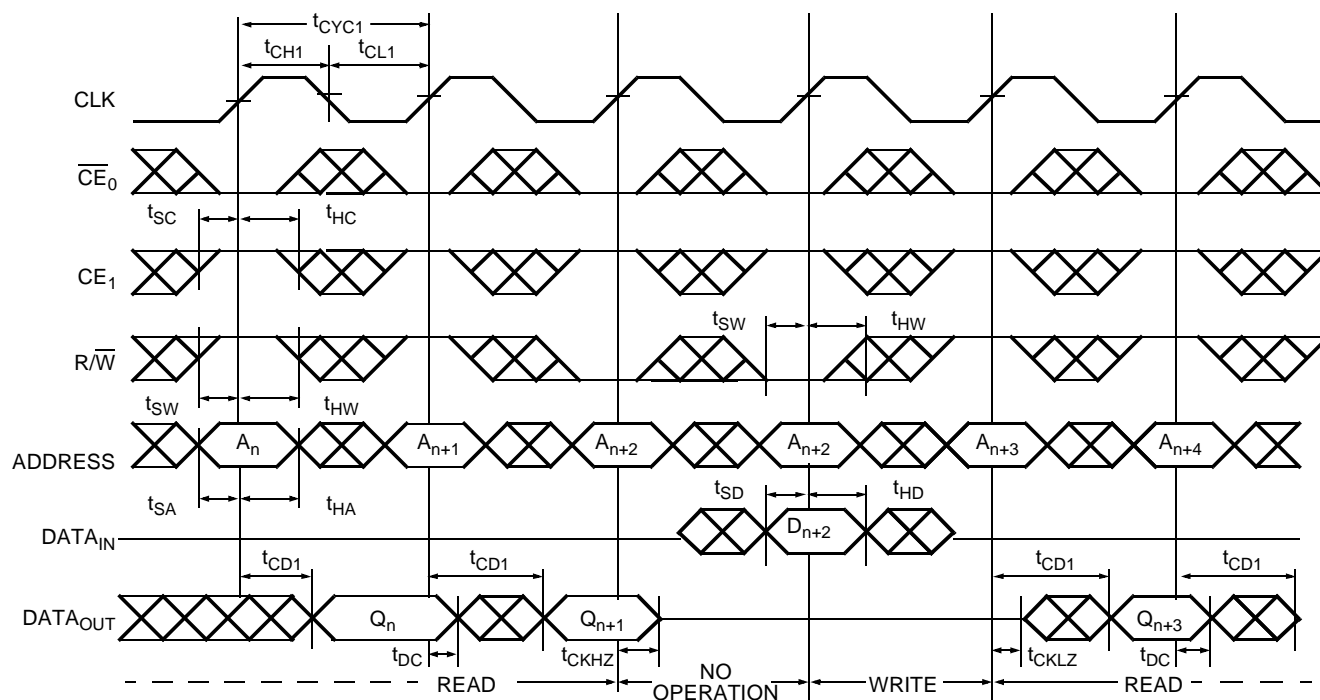 tCYC1
tCH1 tCL1
CLK
CE0
tSC tHC
CE1
tSW tHW
R/W
tSW tHW
An An+1 An+2 An+2 An+3 An+4
ADDRESS
tSA tHA tSD tHD
DATAIN Dn+2
tCD1 tCD1 tCD1 tCD1
DATAOUT Qn Qn+1 Qn+3
tDC tCKHZ tCKLZ tDC
READ NO OPERATION WRITE READ